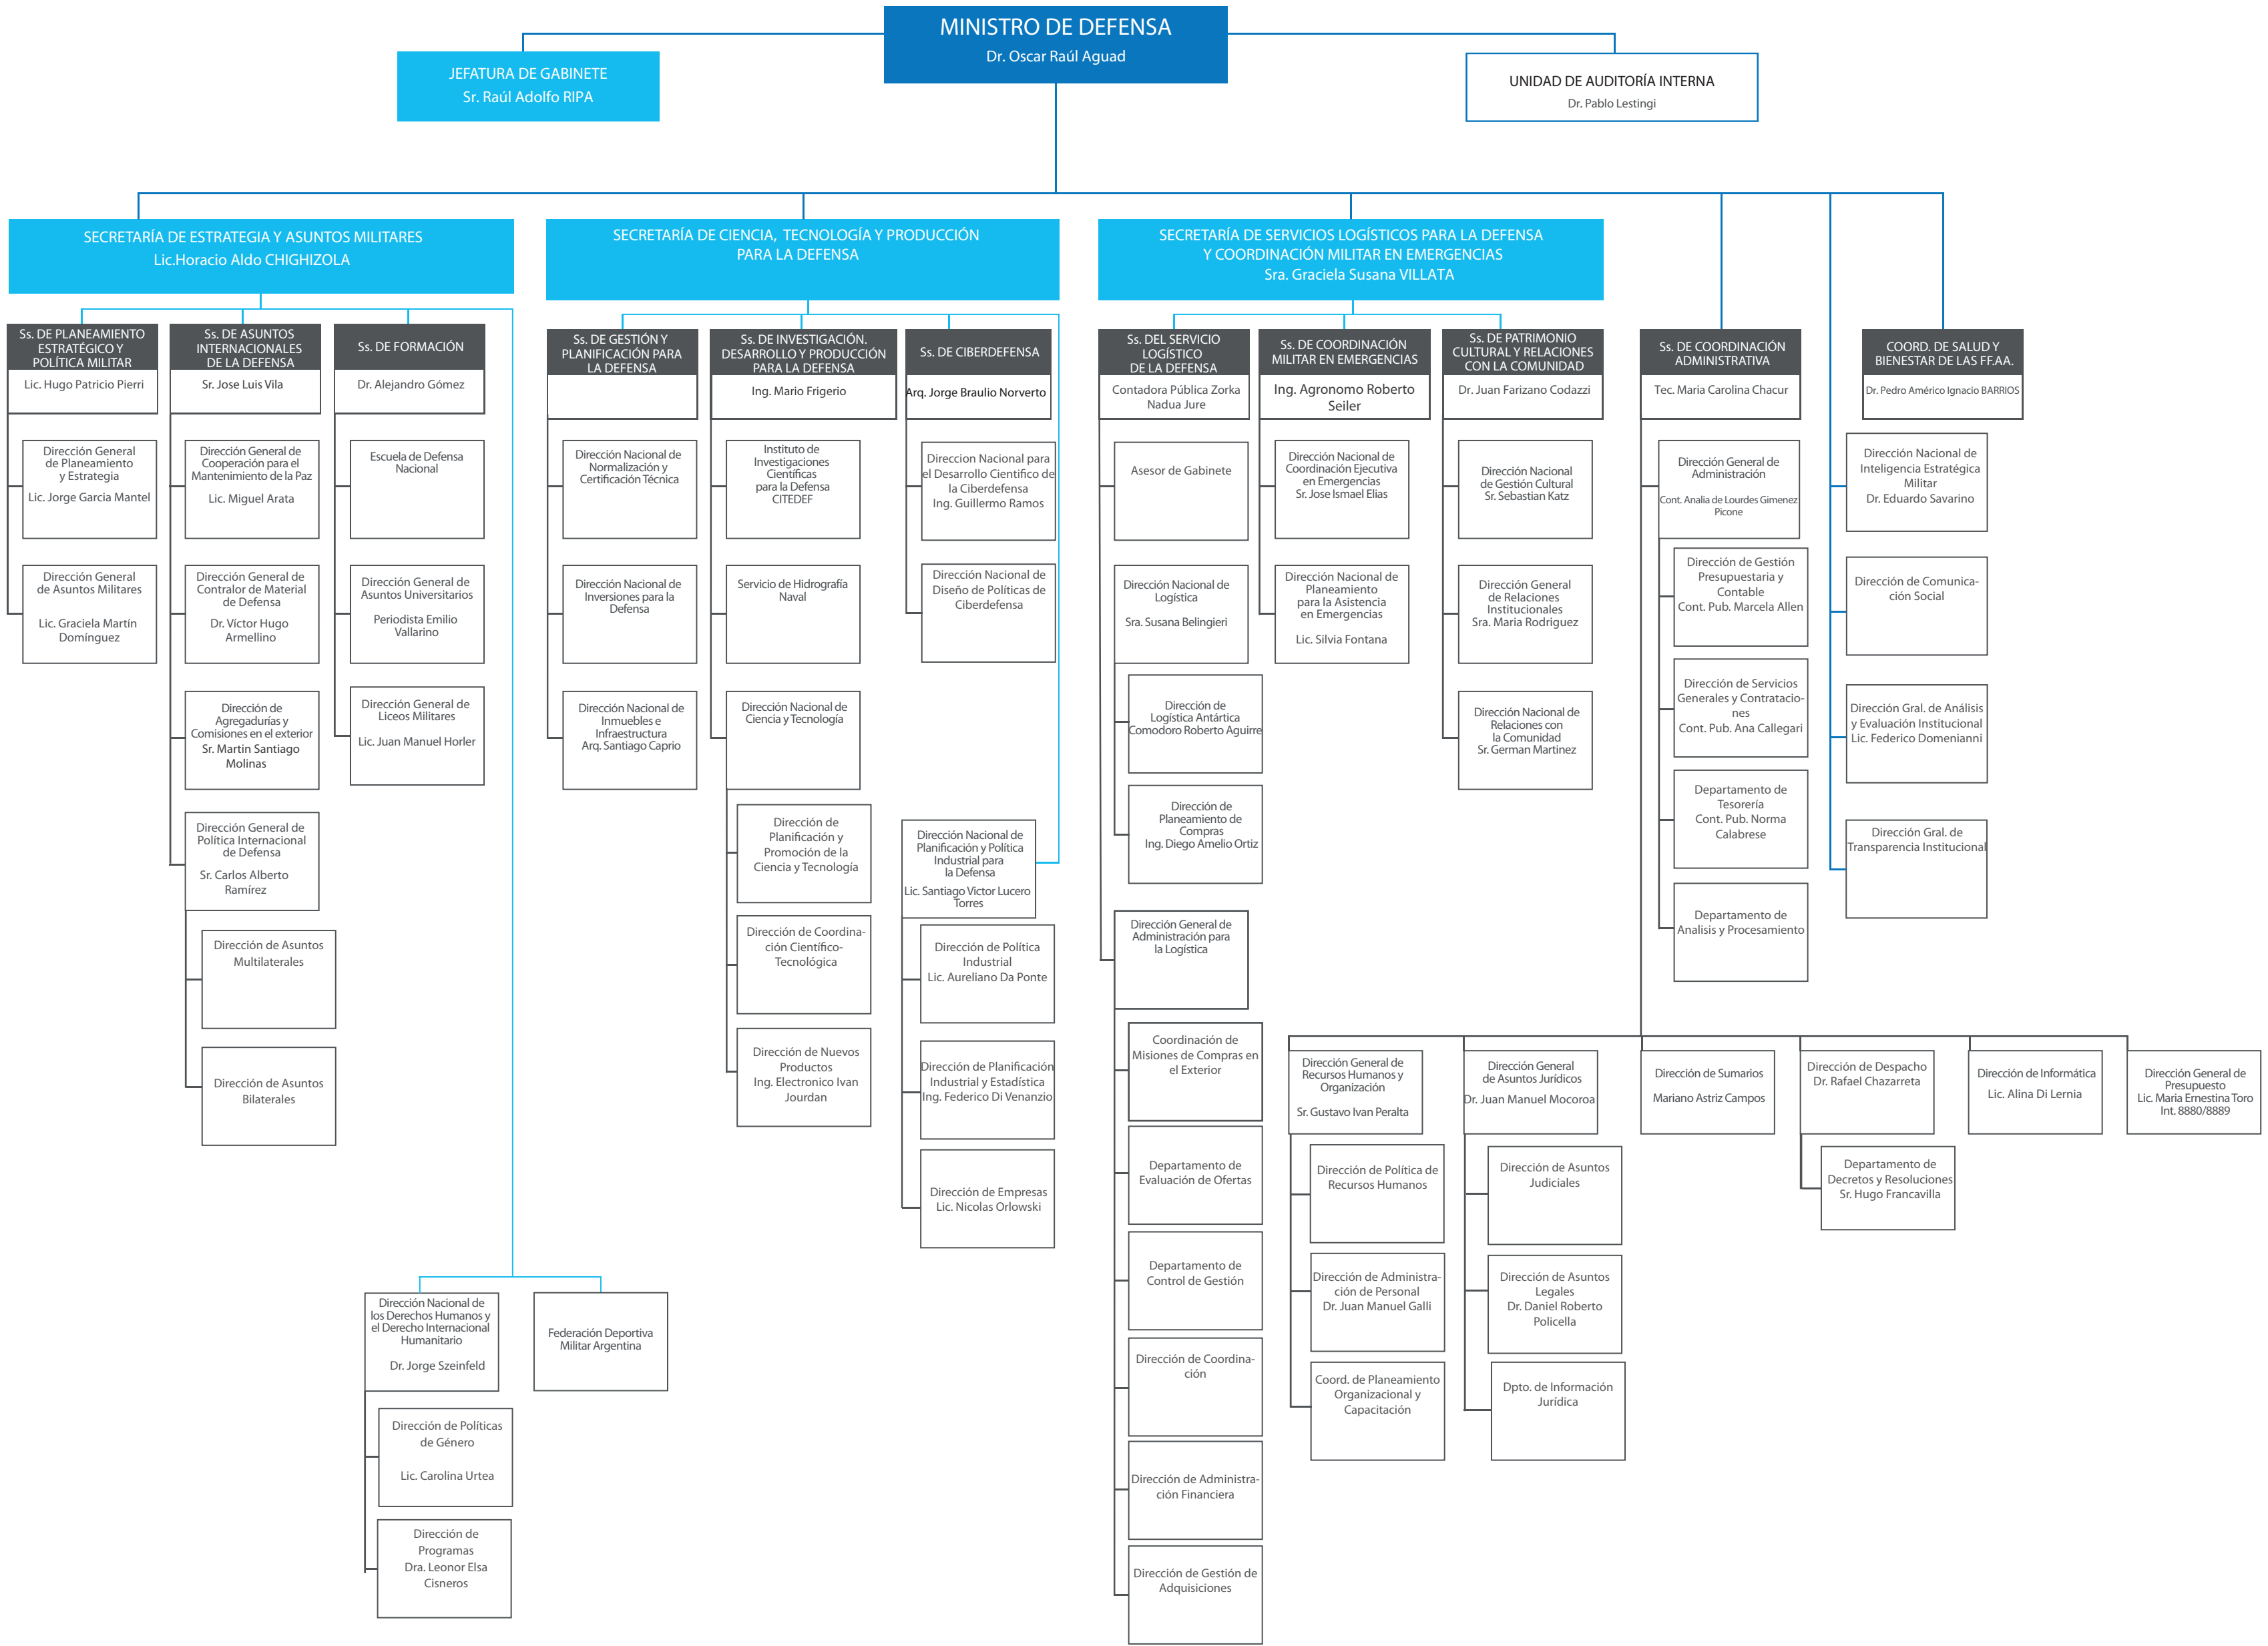 MINISTRO DE DEFENSA
Dr. Oscar Raúl Aguad
JEFATURA DE GABINETE
Sr. Raúl Adolfo RIPA
UNIDAD DE AUDITORÍA INTERNA
Dr. Pablo Lestingi
SECRETARÍA DE ESTRATEGIA Y ASUNTOS MILITARES
Lic.Horacio Aldo CHIGHIZOLA
Ss. DE PLANEAMIENTO
ESTRATÉGICO Y
POLÍTICA MILITAR
Lic. Hugo Patricio Pierri
Dirección General
de Planeamiento
y Estrategia
Lic. Jorge Garcia Mantel
Dirección General
de Asuntos Militares
Lic. Graciela Martín
Domínguez
Ss. DE ASUNTOS
INTERNACIONALES
DE LA DEFENSA
Sr. Jose Luis Vila
Dirección General de
Cooperación para el
Mantenimiento de la Paz
Lic. Miguel Arata
Dirección General de
Contralor de Material
de Defensa
Dr. Víctor Hugo
Armellino
Dirección de
Agregadurías y
Comisiones en el exterior
Sr. Martin Santiago
Molinas
Dirección General de
Política Internacional
de Defensa
Sr. Carlos Alberto
Ramírez
Dirección de Asuntos
Multilaterales
Dirección de Asuntos
Bilaterales
Ss. DE FORMACIÓN
Dr. Alejandro Gómez
Escuela de Defensa
Nacional
Dirección General de
Asuntos Universitarios
Periodista Emilio
Vallarino
Dirección General de
Liceos Militares
Lic. Juan Manuel Horler
Dirección Nacional de
los Derechos Humanos y
el Derecho Internacional
Humanitario
Dr. Jorge Szeinfeld
Dirección de Políticas
de Género
Lic. Carolina Urtea
Dirección de
Programas
Dra. Leonor Elsa
Cisneros
Federación Deportiva
Militar Argentina
SECRETARÍA DE CIENCIA, TECNOLOGÍA Y PRODUCCIÓN
PARA LA DEFENSA
Ss. DE GESTIÓN Y
PLANIFICACIÓN PARA
LA DEFENSA
Dirección Nacional de
Normalización y
Certificación Técnica
Dirección Nacional de
Inversiones para la
Defensa
Dirección Nacional de
Inmuebles e
Infraestructura
Arq. Santiago Caprio
Ss. DE INVESTIGACIÓN.
DESARROLLO Y PRODUCCIÓN
PARA LA DEFENSA
Ing. Mario Frigerio
Instituto de
Investigaciones
Científicas
para la Defensa
CITEDEF
Servicio de Hidrografía
Naval
Dirección Nacional de
Ciencia y Tecnología
Dirección de
Planificación y
Promoción de la
Ciencia y Tecnología
Dirección de Coordina-
ción Científico-
Tecnológica
Dirección de Nuevos
Productos
Ing. Electronico Ivan
Jourdan
Ss. DE CIBERDEFENSA
Arq. Jorge Braulio Norverto
Direccion Nacional para
el Desarrollo Cientifico de
la Ciberdefensa
Ing. Guillermo Ramos
Dirección Nacional de
Diseño de Políticas de
Ciberdefensa
Dirección Nacional de
Planificación y Política
Industrial para
la Defensa
Lic. Santiago Victor Lucero
Torres
Dirección de Política
Industrial
Lic. Aureliano Da Ponte
Dirección de Planificación
Industrial y Estadística
Ing. Federico Di Venanzio
Dirección de Empresas
Lic. Nicolas Orlowski
SECRETARÍA DE SERVICIOS LOGÍSTICOS PARA LA DEFENSA
Y COORDINACIÓN MILITAR EN EMERGENCIAS
Sra. Graciela Susana VILLATA
Ss. DEL SERVICIO
LOGÍSTICO
DE LA DEFENSA
Contadora Pública Zorka
Nadua Jure
Asesor de Gabinete
Dirección Nacional de
Logística
Sra. Susana Belingieri
Dirección de
Logística Antártica
Comodoro Roberto Aguirre
Dirección de
Planeamiento de
Compras
Ing. Diego Amelio Ortiz
Dirección General de
Administración para
la Logística
Coordinación de
Misiones de Compras en
el Exterior
Departamento de
Evaluación de Ofertas
Departamento de
Control de Gestión
Dirección de Coordina-
ción
Dirección de Administra-
ción Financiera
Dirección de Gestión de
Adquisiciones
Ss. DE COORDINACIÓN
MILITAR EN EMERGENCIAS
Ing. Agronomo Roberto
Seiler
Dirección Nacional de
Coordinación Ejecutiva
en Emergencias
Sr. Jose Ismael Elias
Dirección Nacional de
Planeamiento
para la Asistencia
en Emergencias
Lic. Silvia Fontana
Ss. DE PATRIMONIO
CULTURAL Y RELACIONES
CON LA COMUNIDAD
Dr. Juan Farizano Codazzi
Dirección Nacional
de Gestión Cultural
Sr. Sebastian Katz
Dirección General
de Relaciones
Institucionales
Sra. Maria Rodriguez
Dirección Nacional de
Relaciones con
la Comunidad
Sr. German Martinez
Ss. DE COORDINACIÓN
ADMINISTRATIVA
Tec. Maria Carolina Chacur
Dirección General de
Administración
Cont. Analia de Lourdes Gimenez
Picone
Dirección de Gestión
Presupuestaria y
Contable
Cont. Pub. Marcela Allen
Dirección de Servicios
Generales y Contratacio-
nes
Cont. Pub. Ana Callegari
Departamento de
Tesorería
Cont. Pub. Norma
Calabrese
Departamento de
Analisis y Procesamiento
COORD. DE SALUD Y
BIENESTAR DE LAS FF.AA.
Dr. Pedro Américo Ignacio BARRIOS
Dirección Nacional de
Inteligencia Estratégica
Militar
Dr. Eduardo Savarino
Dirección de Comunica-
ción Social
Dirección Gral. de Análisis
y Evaluación Institucional
Lic. Federico Domenianni
Dirección Gral. de
Transparencia Institucional
Dirección General de
Recursos Humanos y
Organización
Sr. Gustavo Ivan Peralta
Dirección de Política de
Recursos Humanos
Dirección de Administra-
ción de Personal
Dr. Juan Manuel Galli
Coord. de Planeamiento
Organizacional y
Capacitación
Dirección General
de Asuntos Jurídicos
Dr. Juan Manuel Mocoroa
Dirección de Asuntos
Judiciales
Dirección de Asuntos
Legales
Dr. Daniel Roberto
Policella
Dpto. de Información
Jurídica
Dirección de Sumarios
Mariano Astriz Campos
Dirección de Despacho
Dr. Rafael Chazarreta
Departamento de
Decretos y Resoluciones
Sr. Hugo Francavilla
Dirección de Informática
Lic. Alina Di Lernia
Dirección General de
Presupuesto
Lic. Maria Ernestina Toro
Int. 8880/8889